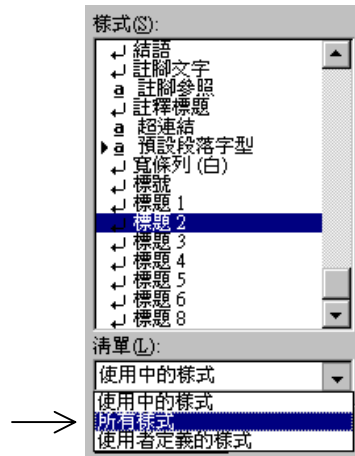 樣式(S):
結語
註腳文字
a 註腳參照
註釋標題
a 超連結
a 預設段落字型
寬條列 (白)
標號
標題 1
標題 2
標題 3
標題 4
標題 5
標題 6
標題 8
清單(L):
使用中的樣式
使用中的樣式
所有樣式
使用者定義的樣式